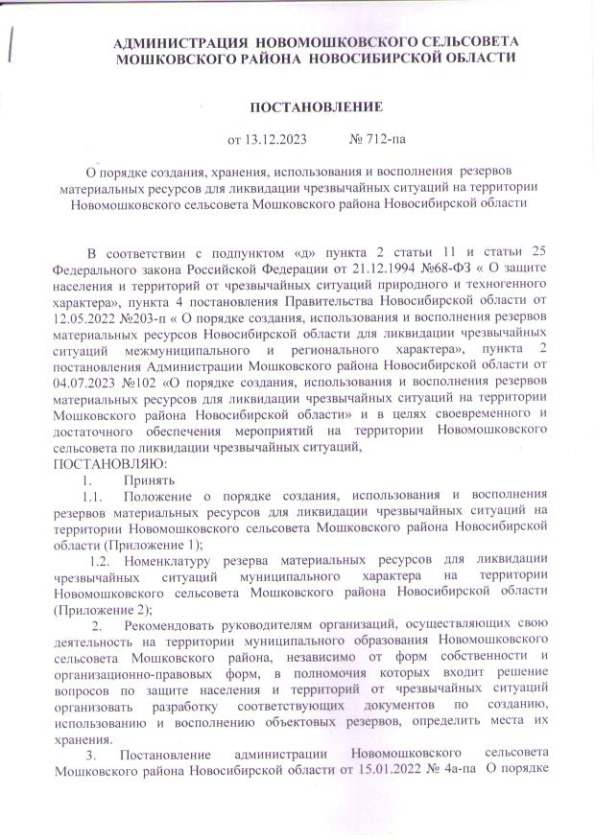 АДМИНИСТРАЦИЯ НОВОМОШКОВСКОГО СЕЛЬСОВЕТА
МОШКОВСКОГО РАЙОНА НОВОСИБИРСКОЙ ОБЛАСТИ
ПОСТАНОВЛЕНИЕ
от 13.12.2023 № 712-па
О порядке создания, хранения, использования и восполнения резервов
материальных ресурсов для ликвидации чрезвычайных ситуаций на территории
Новомошковского сельсовета Мошковского района Новосибирской области
В соответствии с подпунктом «д» пункта 2 статьи 11 и статьи 25
Федерального закона Российской Федерации от 21.12.1994 №68-ФЗ « О защите
населения и территорий от чрезвычайных ситуаций природного и техногенного
характера», пункта 4 постановления Правительства Новосибирской области от
12.05.2022 №203-п « О порядке создания, использования и восполнения резервов
материальных ресурсов Новосибирской области для ликвидации чрезвычайных
ситуаций межмуниципального и регионального характера», пункта 2
постановления Администрации Мошковского района Новосибирской области от
04.07.2023 №102 «О порядке создания, использования и восполнения резервов
материальных ресурсов для ликвидации чрезвычайных ситуаций на территории
Мошковского района Новосибирской области» и в целях своевременного и
достаточного обеспечения мероприятий на территории Новомошковского
сельсовета по ликвидации чрезвычайных ситуаций,
ПОСТАНОВЛЯЮ:
1. Принять
1.1. Положение о порядке создания, использования и восполнения
резервов материальных ресурсов для ликвидации чрезвычайных ситуаций на
территории Новомошковского сельсовета Мошковского района Новосибирской
области (Приложение 1);
1.2. Номенклатуру резерва материальных ресурсов для ликвидации
чрезвычайных ситуаций муниципального характера на территории
Новомошковского сельсовета Мошковского района Новосибирской области
(Приложение 2);
2. Рекомендовать руководителям организаций, осуществляющих свою
деятельность на территории муниципального образования Новомошковского
сельсовета Мошковского района, независимо от форм собственности и
организационно-правовых форм, в полномочия которых входит решение
вопросов по защите населения и территорий от чрезвычайных ситуаций
организовать разработку соответствующих документов по созданию,
использованию и восполнению объектовых резервов, определить места их
хранения.
3. Постановление администрации Новомошковского сельсовета
Мошковского района Новосибирской области от 15.01.2022 № 4а-па О порядке